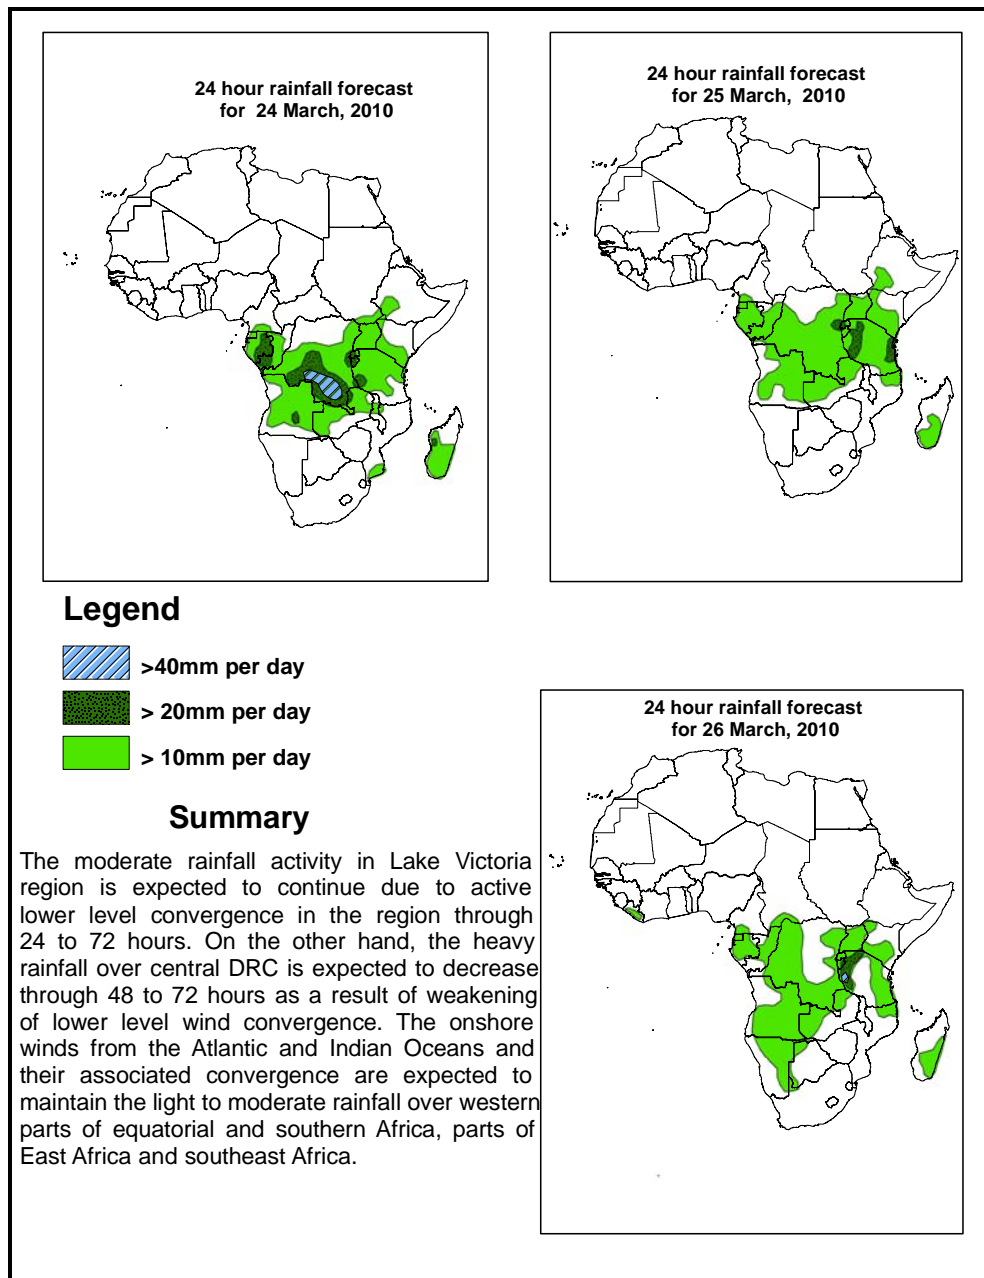 24 hour rainfall forecast
for 24 March, 2010
24 hour rainfall forecast
for 25 March, 2010
Legend
>40mm per day
> 20mm per day
> 10mm per day
24 hour rainfall forecast
for 26 March, 2010
Summary
The moderate rainfall activity in Lake Victoria
region is expected to continue due to active
lower level convergence in the region through
24 to 72 hours. On the other hand, the heavy
rainfall over central DRC is expected to decrease
through 48 to 72 hours as a result of weakening
of lower level wind convergence. The onshore
winds from the Atlantic and Indian Oceans and
their associated convergence are expected to
maintain the light to moderate rainfall over western
parts of equatorial and southern Africa, parts of
East Africa and southeast Africa.